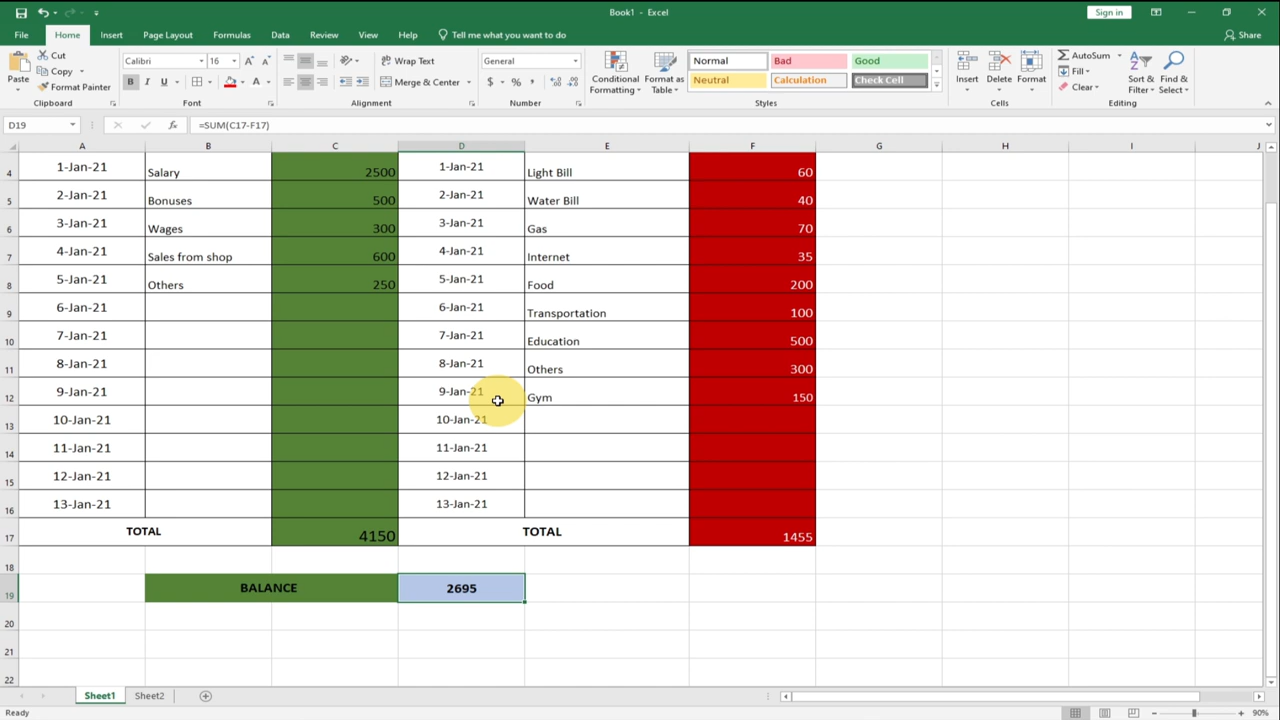 Book1 - Excel
Sign in
File Home Insert Page Layout Formulas Data Review View Help Tell me what you want to do Share
Paste Cut Copy Format Painter Clipboard
Calibri 16 A A B I U A Font
Wrap Text Merge & Center Alignment
General $ % , Number
Conditional Formatting Format as Table
Normal Bad Good
Neutral Calculation Check Cell
Styles
Insert Delete Format Cells
AutoSum Fill Clear Sort & Filter Find & Select Editing
D19 fx =SUM(C17-F17)
A B C D E F G H I J
4 1-Jan-21 Salary 2500 1-Jan-21 Light Bill 60
5 2-Jan-21 Bonuses 500 2-Jan-21 Water Bill 40
6 3-Jan-21 Wages 300 3-Jan-21 Gas 70
7 4-Jan-21 Sales from shop 600 4-Jan-21 Internet 35
8 5-Jan-21 Others 250 5-Jan-21 Food 200
9 6-Jan-21 6-Jan-21 Transportation 100
10 7-Jan-21 7-Jan-21 Education 500
11 8-Jan-21 8-Jan-21 Others 300
12 9-Jan-21 9-Jan-21 Gym 150
13 10-Jan-21 10-Jan-21
14 11-Jan-21 11-Jan-21
15 12-Jan-21 12-Jan-21
16 13-Jan-21 13-Jan-21
17 TOTAL 4150 TOTAL 1455
18
19 BALANCE 2695
20
21
22
Sheet1 Sheet2
Ready 90%